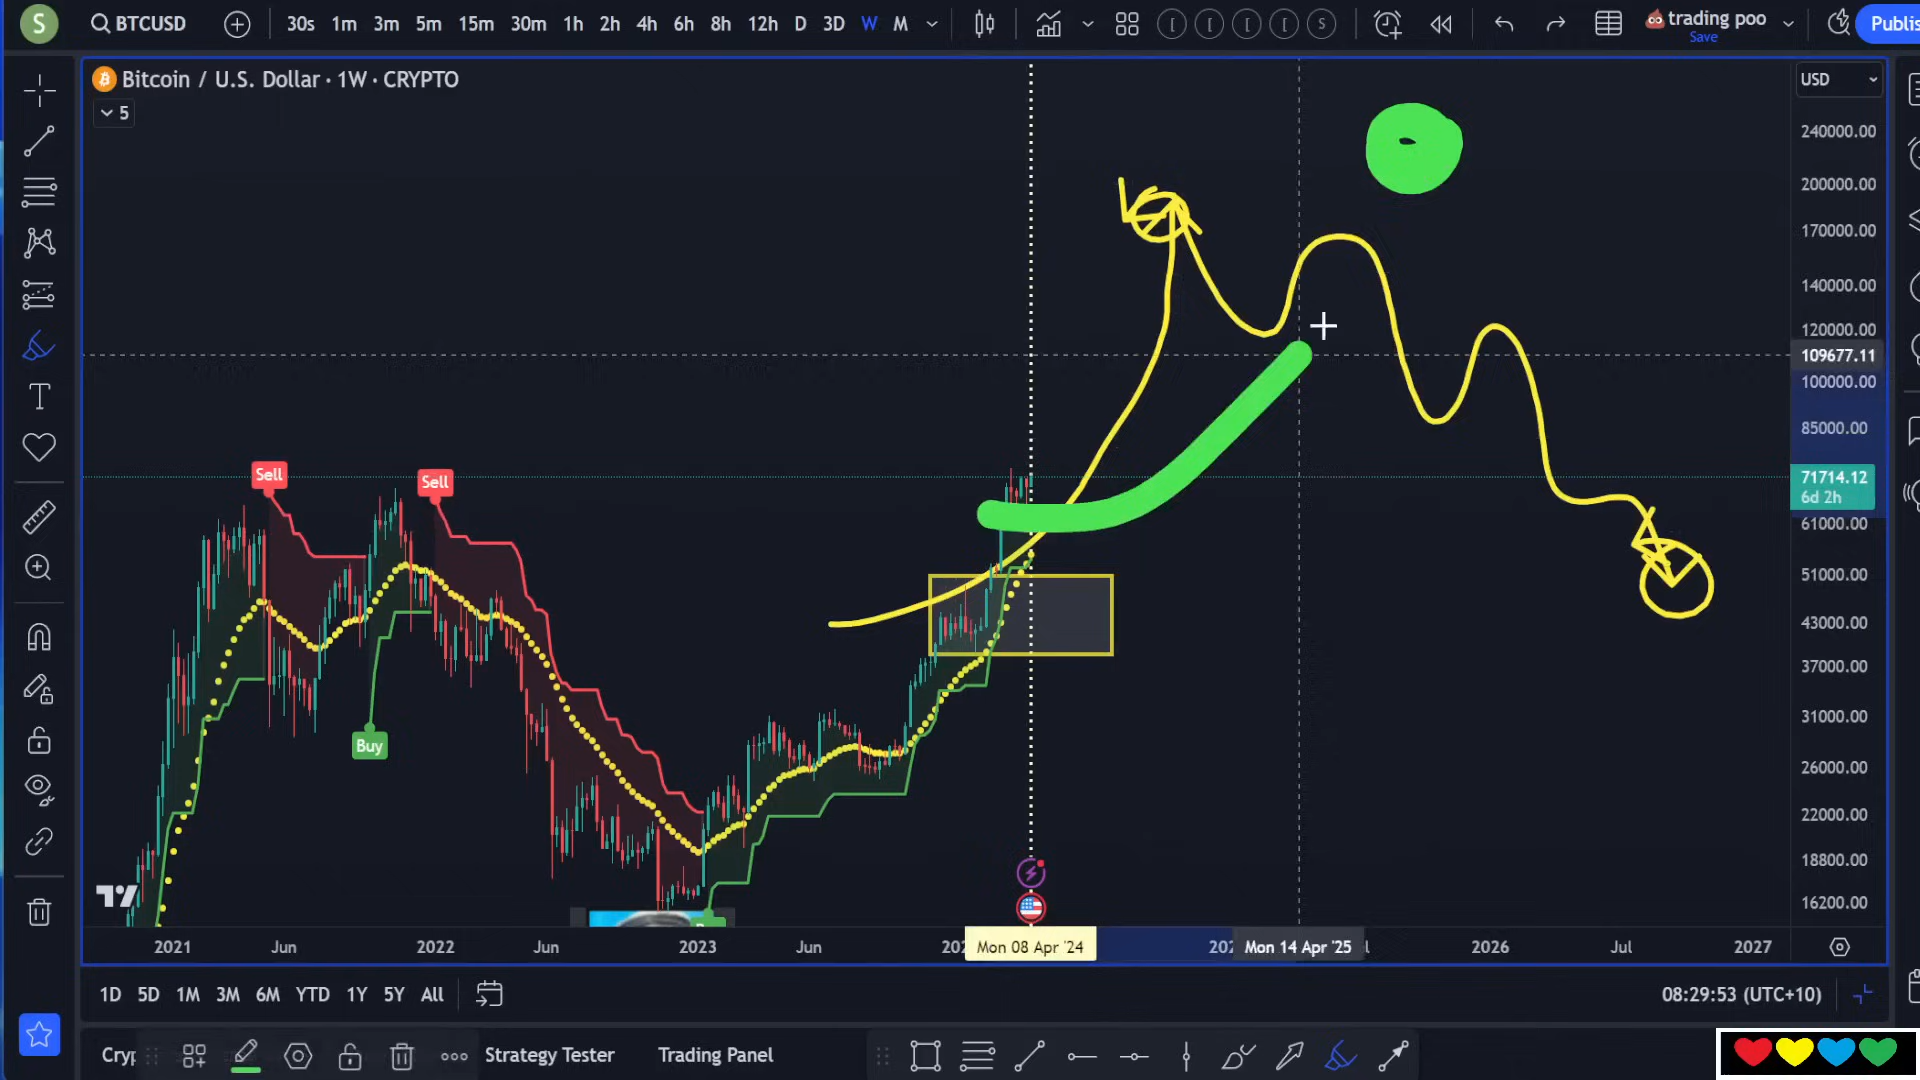 S BTCUSD 30s 1m 3m 5m 15m 30m 1h 2h 4h 6h 8h 12h D 3D W M [ [ [ [ S trading poo Publis
Save
Bitcoin / U.S. Dollar · 1W · CRYPTO USD
5
240000.00
200000.00
170000.00
140000.00
120000.00
109677.11
100000.00
85000.00
Sell
Sell
71714.12
6d 2h
61000.00
51000.00
43000.00
37000.00
31000.00
Buy
26000.00
22000.00
18800.00
16200.00
2021 Jun 2022 Jun 2023 Jun Mon 08 Apr '24 Mon 14 Apr '25 2026 Jul 2027
1D 5D 1M 3M 6M YTD 1Y 5Y All 08:29:53 (UTC+10)
Strategy Tester Trading Panel